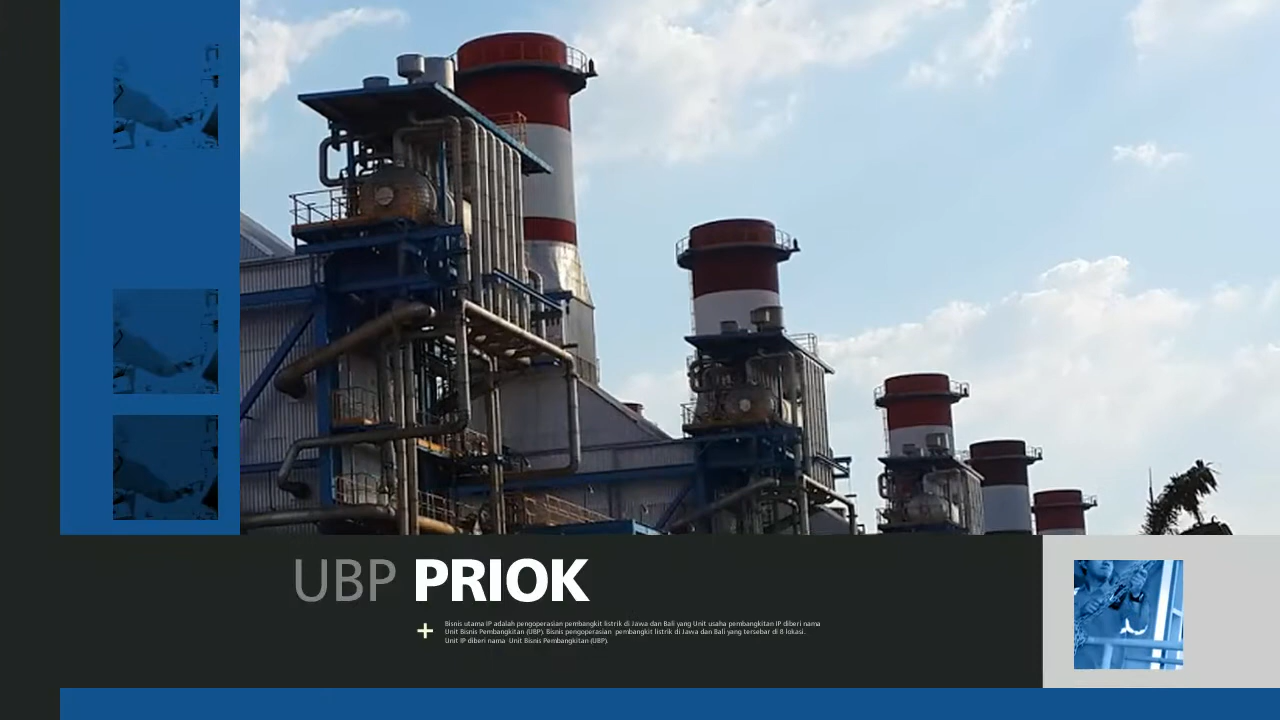 UBP PRIOK
Bisnis utama IP adalah pengoperasian pembangkit listrik di Jawa dan Bali yang Unit usaha pembangkitan IP diberi nama
Unit Bisnis Pembangkitan (UBP). Bisnis pengoperasian pembangkit listrik di Jawa dan Bali yang tersebar di 8 lokasi.
Unit IP diberi nama Unit Bisnis Pembangkitan (UBP).